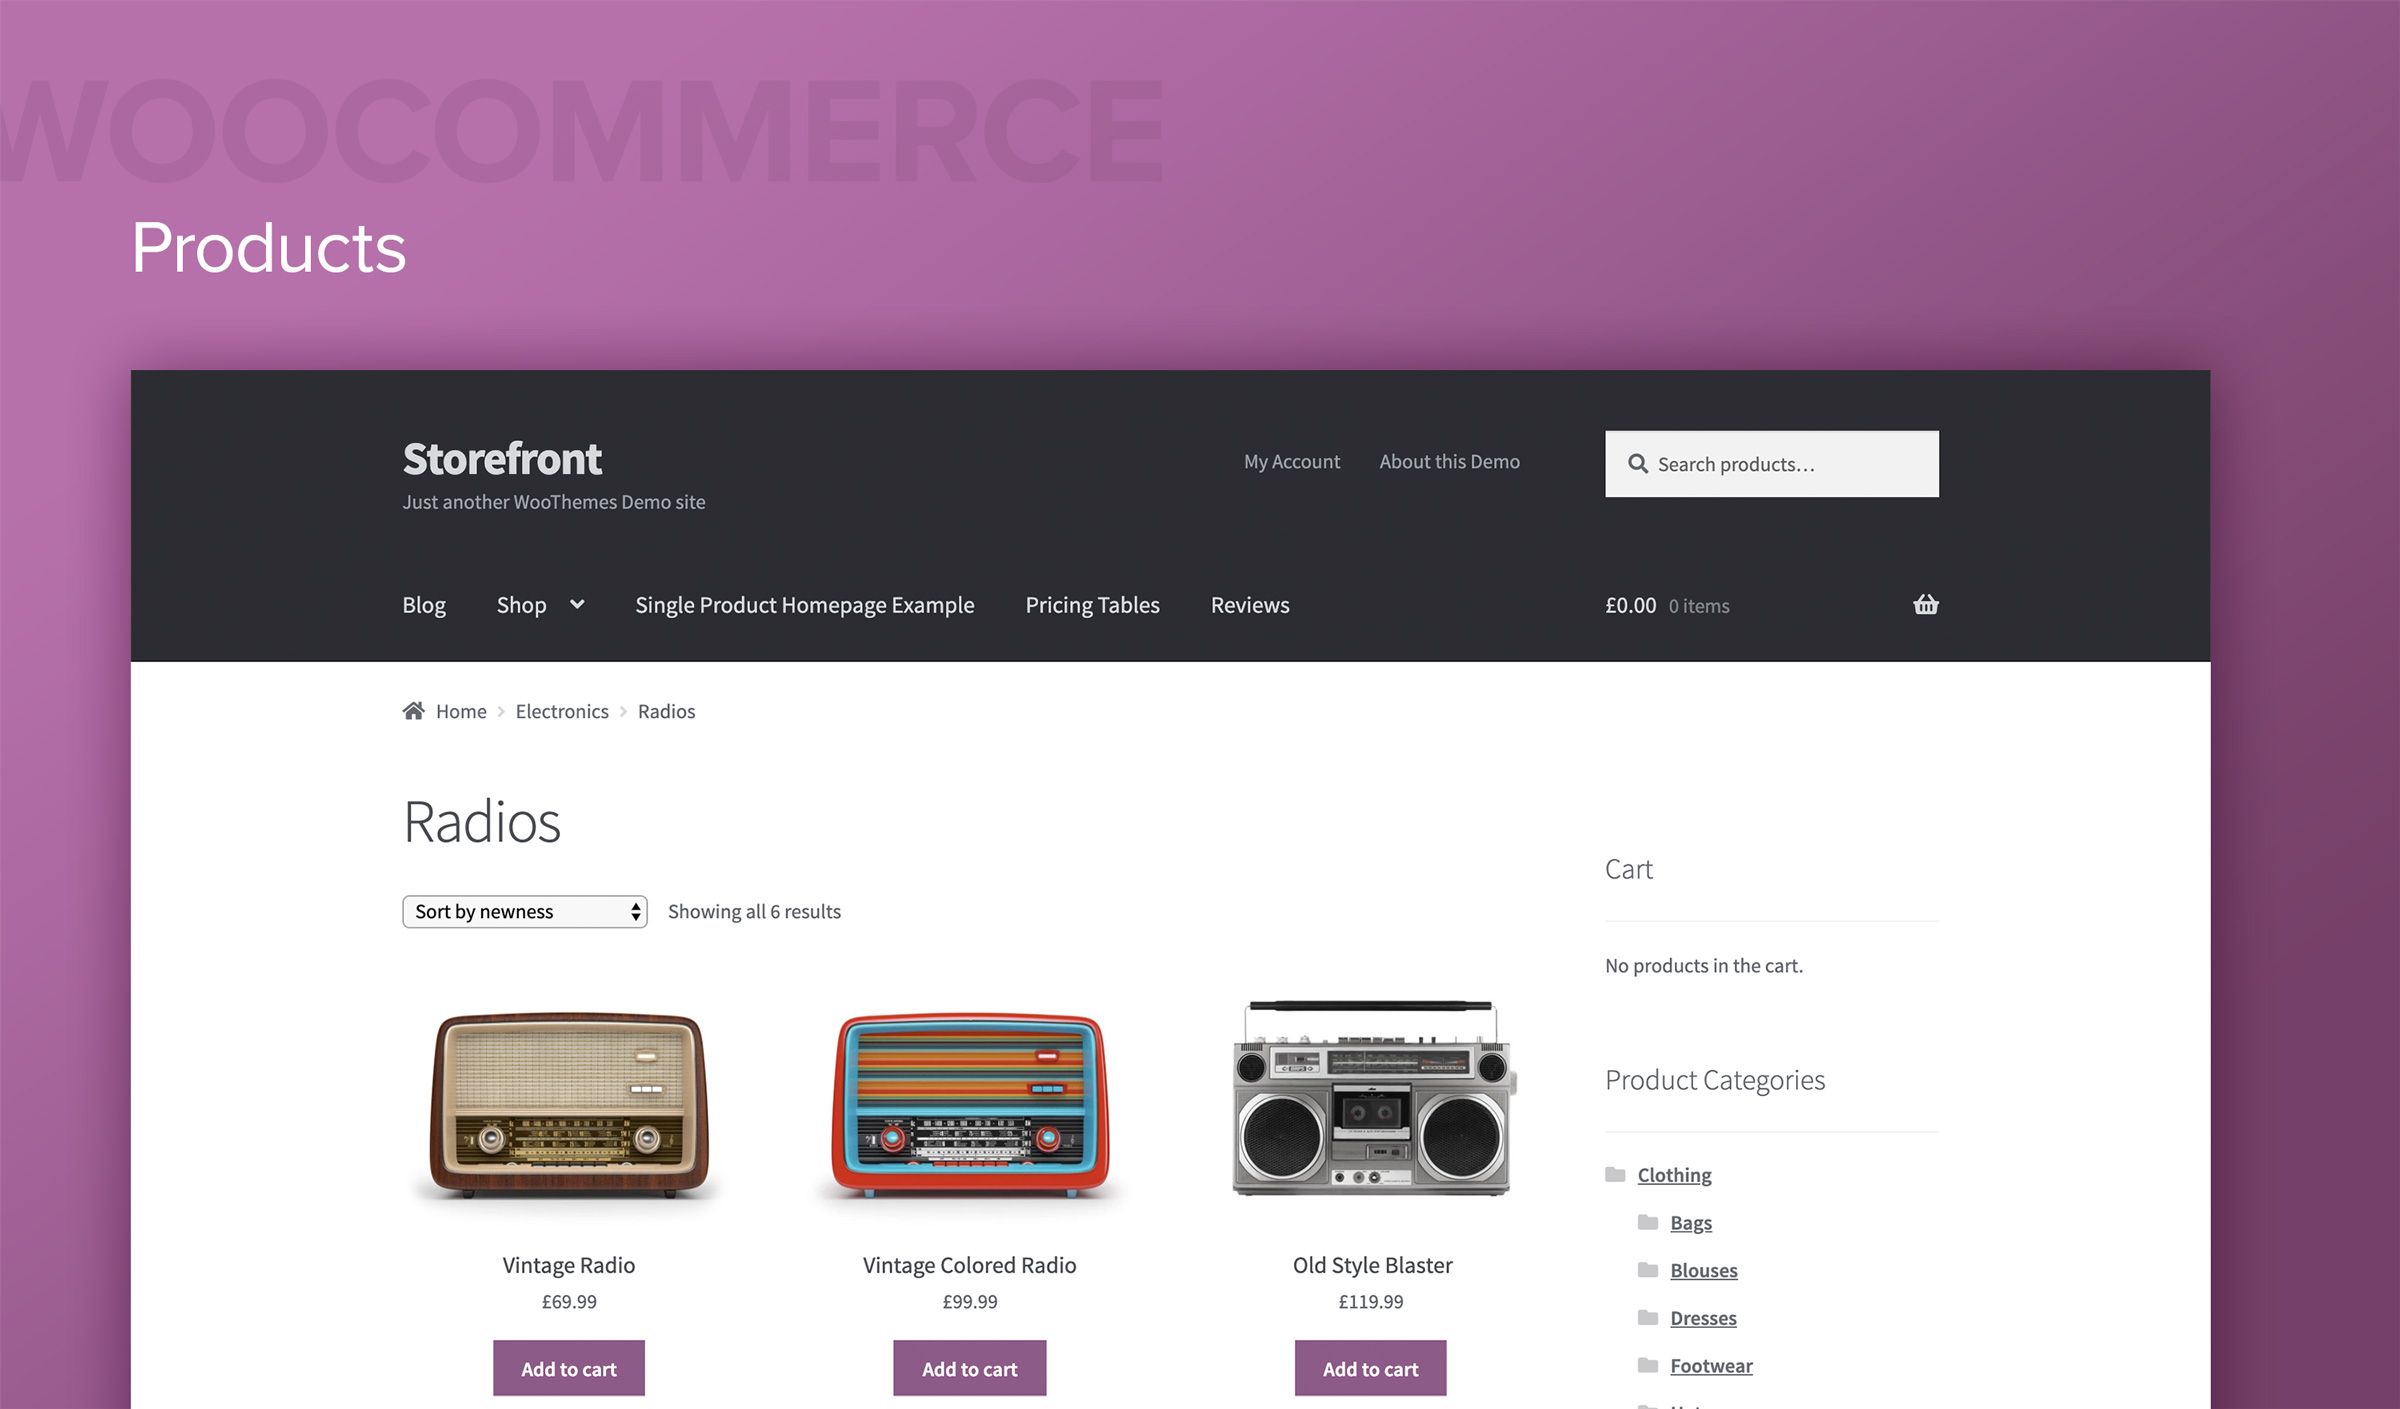 WOOCOMMERCE
Products
Storefront
Just another WooThemes Demo site
My Account
About this Demo
Search products...
Blog
Shop
Single Product Homepage Example
Pricing Tables
Reviews
£0.00 0 items
Home
Electronics
Radios
Radios
Sort by newness
Showing all 6 results
Vintage Radio
£69.99
Add to cart
Vintage Colored Radio
£99.99
Add to cart
Old Style Blaster
£119.99
Add to cart
Cart
No products in the cart.
Product Categories
Clothing
Bags
Blouses
Dresses
Footwear